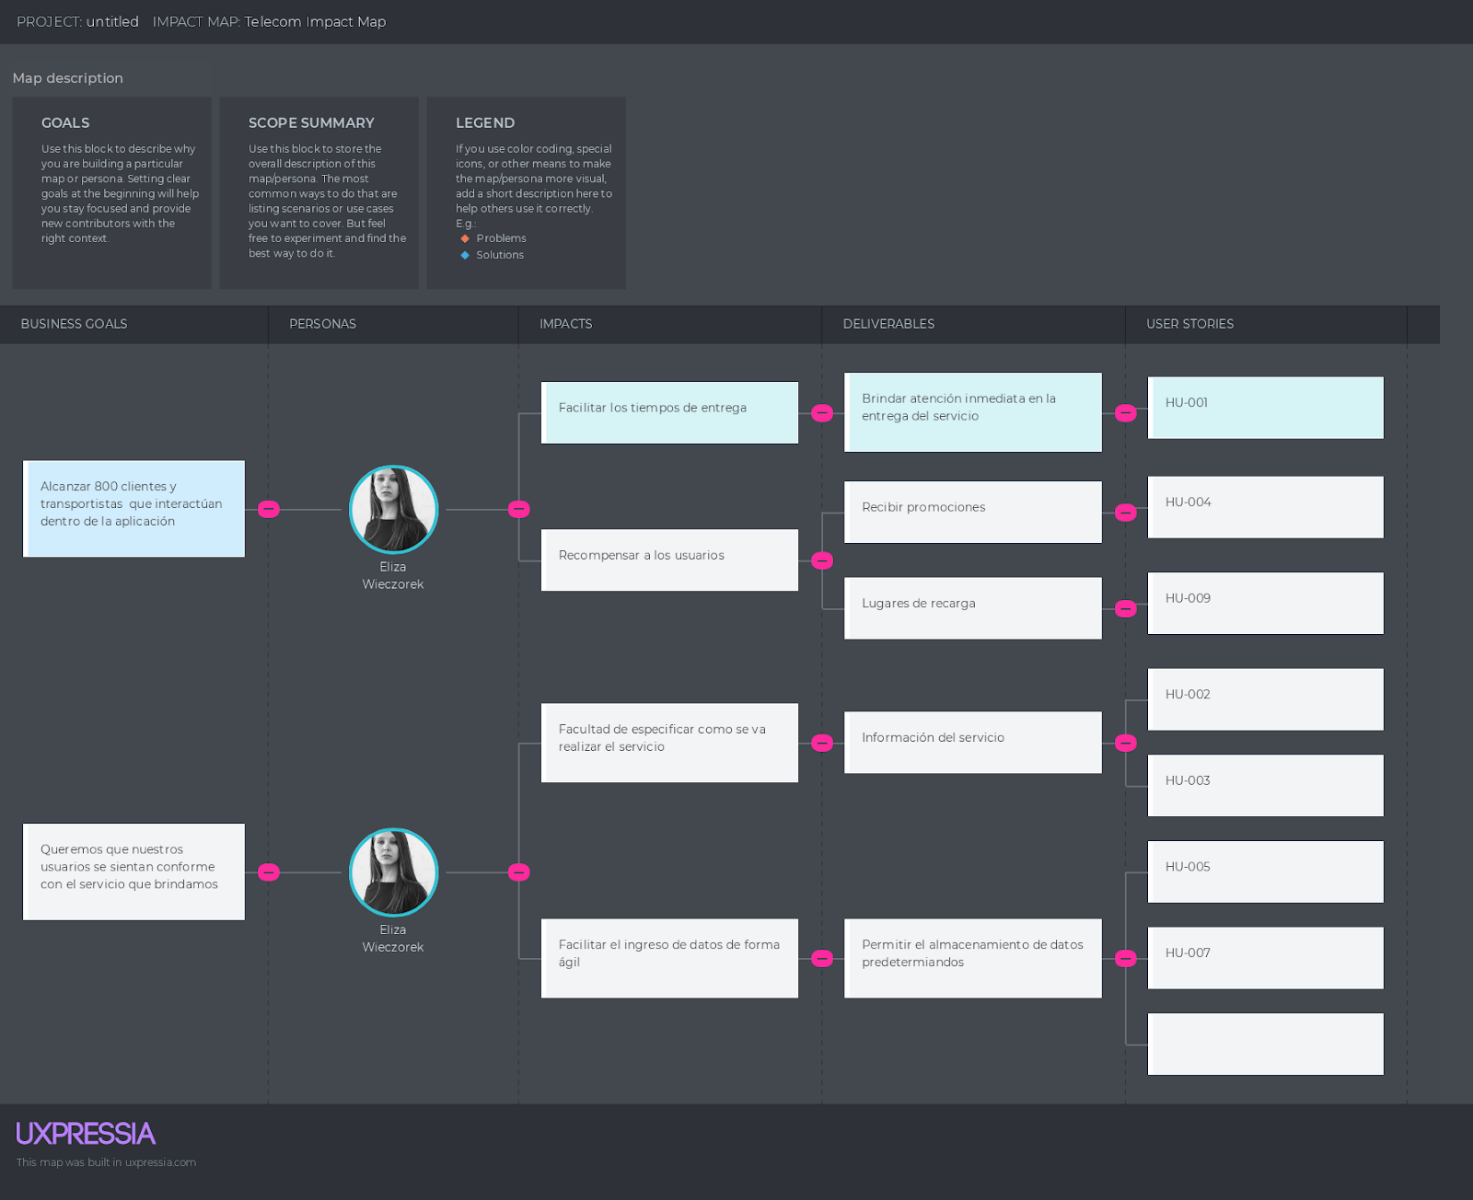 PROJECT: untitled IMPACT MAP: Telecom Impact Map
Map description
GOALS
Use this block to describe why
you are building a particular
map or persona. Setting clear
goals at the beginning will help
you stay focused and provide
new contributors with the
right context.
SCOPE SUMMARY
Use this block to store the
overall description of this
map/persona. The most
common ways to do that are
listing scenarios or use cases
you want to cover. But feel
free to experiment and find the
best way to do it.
LEGEND
If you use color coding, special
icons, or other means to make
the map/persona more visual,
add a short description here to
help others use it correctly.
E.g.:
Problems
Solutions
BUSINESS GOALS
PERSONAS
IMPACTS
DELIVERABLES
USER STORIES
Alcanzar 800 clientes y
transportistas que interactúan
dentro de la aplicación
Eliza
Wieczorek
Facilitar los tiempos de entrega
Brindar atención inmediata en la
entrega del servicio
HU-001
Recompensar a los usuarios
Recibir promociones
HU-004
Lugares de recarga
HU-009
Queremos que nuestros
usuarios se sientan conforme
con el servicio que brindamos
Eliza
Wieczorek
Facultad de especificar como se va
realizar el servicio
Información del servicio
HU-002
HU-003
Facilitar el ingreso de datos de forma
ágil
Permitir el almacenamiento de datos
predetermiandos
HU-005
HU-007
UXPRESSIA
This map was built in uxpressia.com